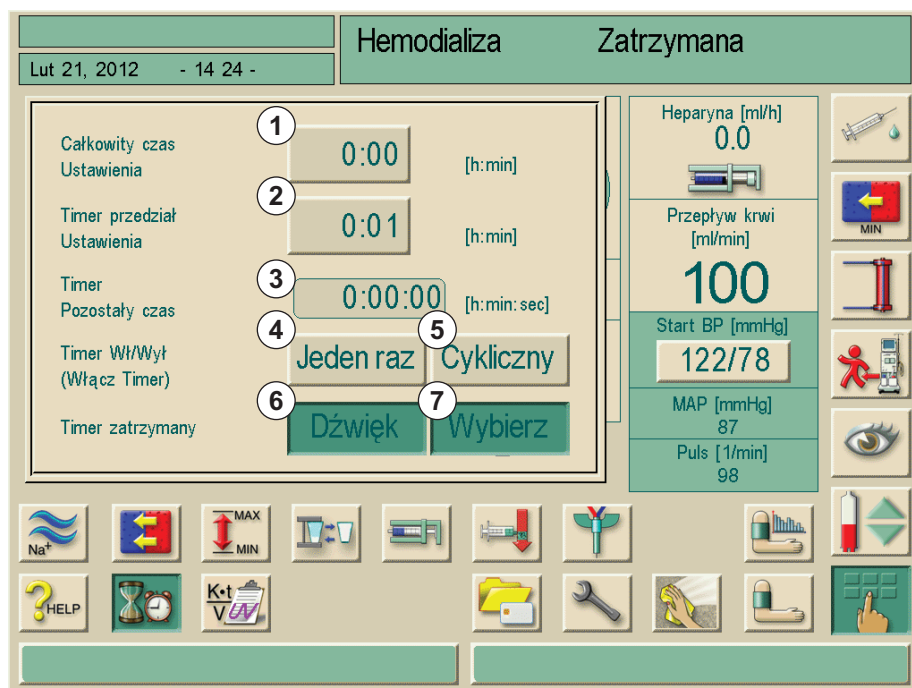 Hemodializa Zatrzymana
Lut 21, 2012 - 14 24 -
1
Całkowity czas
Ustawienia
0:00 [h:min]
2
Timer przedział
Ustawienia
0:01 [h:min]
3
Timer
Pozostały czas
0:00:00 [h:min:sec]
4 5
Timer Wł/Wył
(Włącz Timer)
Jeden raz Cykliczny
6 7
Timer zatrzymany
Dźwięk Wybierz
Heparyna [ml/h]
0.0
Przepływ krwi
[ml/min]
100
Start BP [mmHg]
122/78
MAP [mmHg]
87
Puls [1/min]
98
MIN
Na+
MAX
MIN
HELP
K•t
V